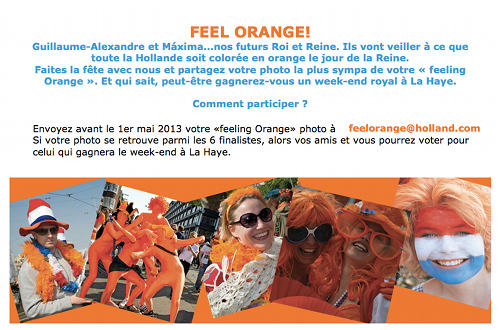 FEEL ORANGE!
Guillaume-Alexandre et Máxima...nos futurs Roi et Reine. Ils vont veiller à ce que
toute la Hollande soit colorée en orange le jour de la Reine.
Faites la fête avec nous et partagez votre photo la plus sympa de votre « feeling
Orange ». Et qui sait, peut-être gagnerez-vous un week-end royal à La Haye.
Comment participer ?
Envoyez avant le 1er mai 2013 votre «feeling Orange» photo à feelorange@holland.com
Si votre photo se retrouve parmi les 6 finalistes, alors vos amis et vous pourrez voter pour
celui qui gagnera le week-end à La Haye.